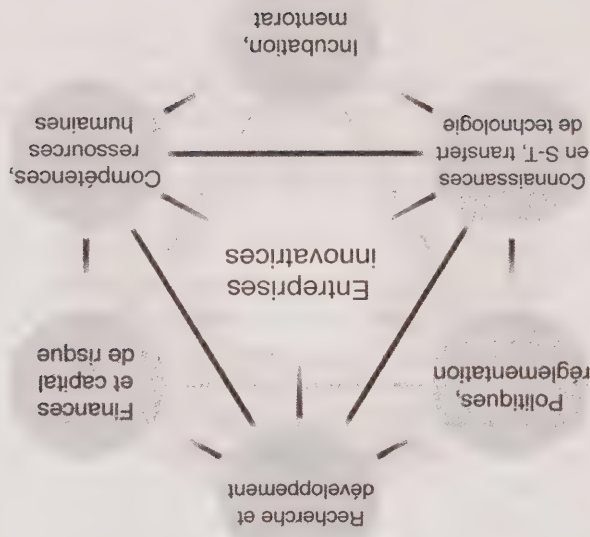 Recherche et
développement
Politiques,
réglementation
Finances
et capital
de risque
Entreprises
innovatrices
Connaissances
en S-T, transfert
de technologie
Compétences,
ressources
humaines
Incubation,
mentorat